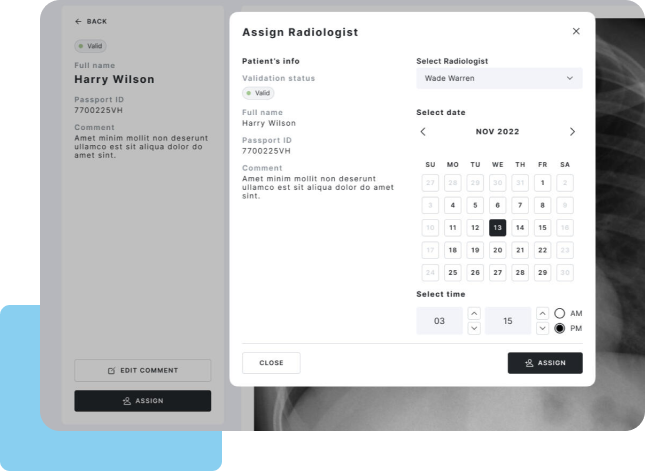 ← BACK
Valid
Full name
Harry Wilson
Passport ID
7700225VH
Comment
Amet minim mollit non deserunt
ullamco est sit aliqua dolor do
amet sint.
EDIT COMMENT
ASSIGN
Assign Radiologist
Patient's info
Validation status
Valid
Full name
Harry Wilson
Passport ID
7700225VH
Comment
Amet minim mollit non deserunt
ullamco est sit aliqua dolor do amet
sint.
Select Radiologist
Wade Warren
Select date
NOV 2022
SU MO TU WE TH FR SA
27 28 29 30 31 1 2
3 4 5 6 7 8 9
10 11 12 13 14 15 16
17 18 19 20 21 22 23
24 25 26 27 28 29 30
Select time
03 15 AM
PM
CLOSE
ASSIGN